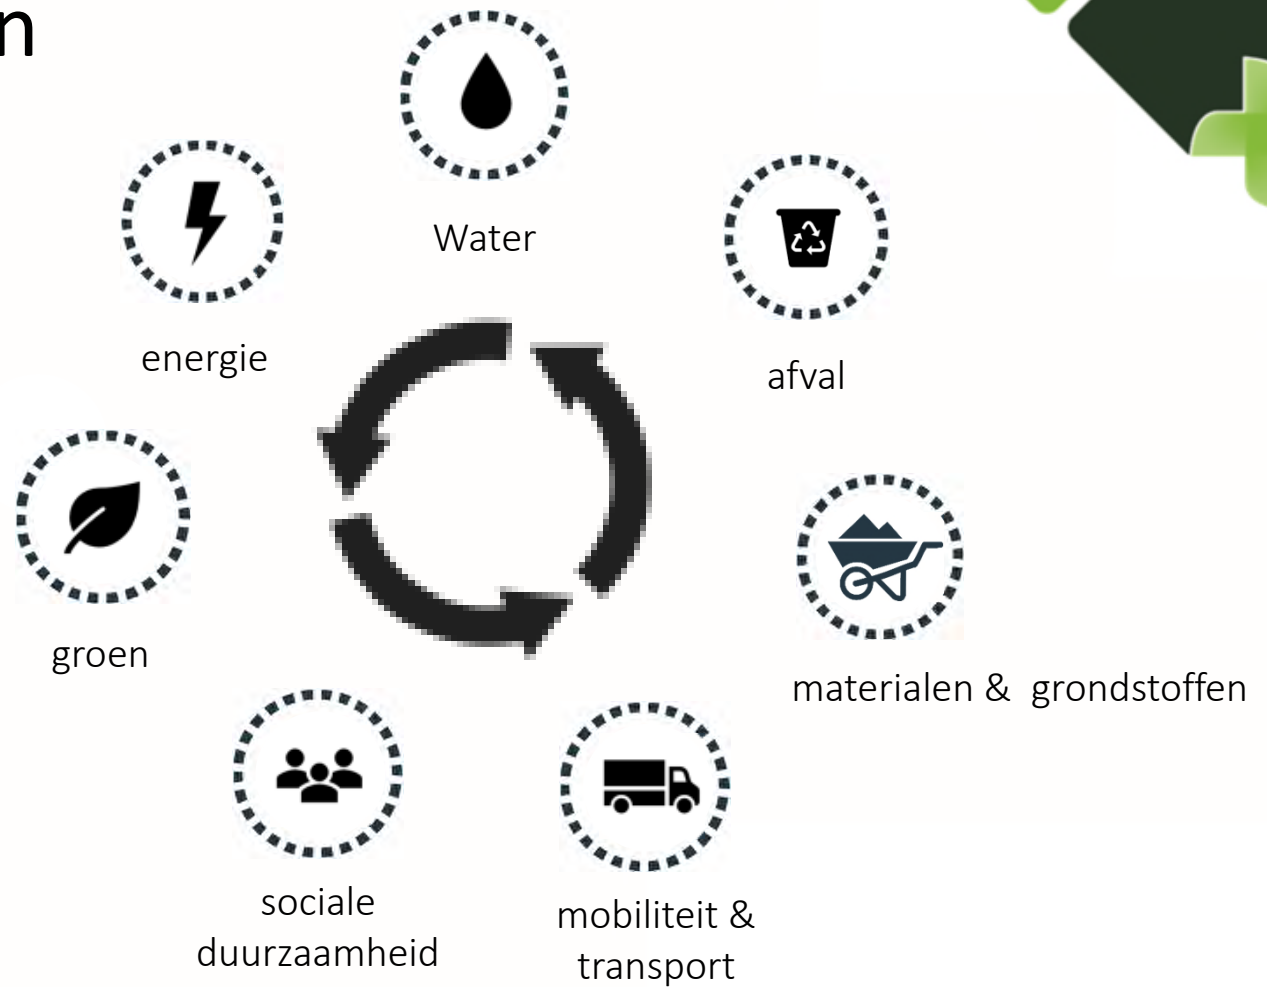 n
Water
energie
afval
groen
materialen & grondstoffen
sociale
duurzaamheid
mobiliteit &
transport